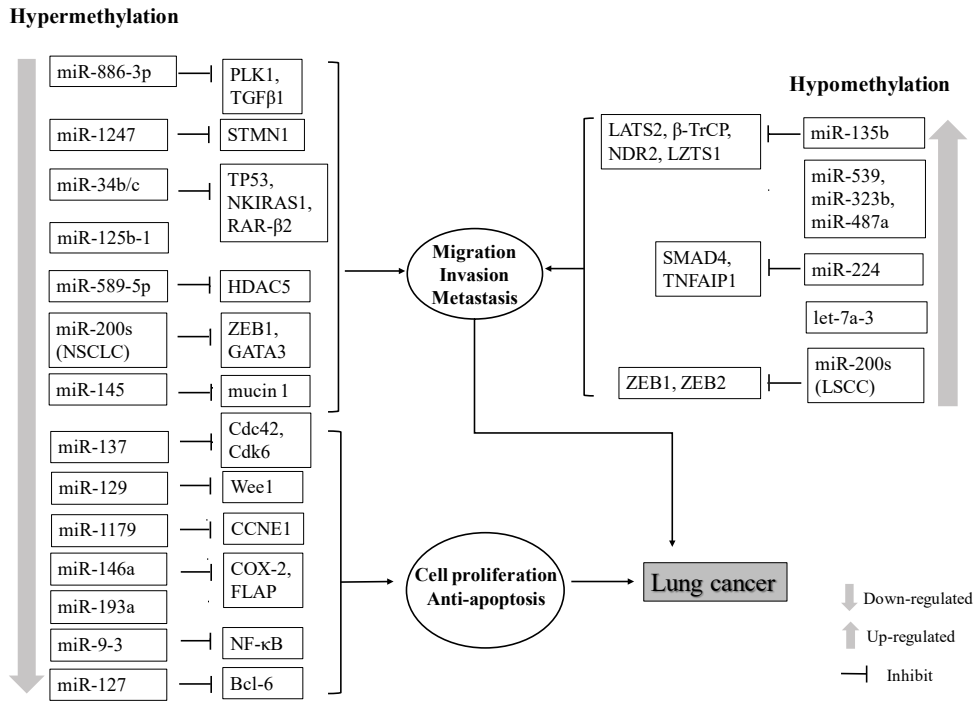 Hypermethylation
miR-886-3p
PLK1,
TGFβ1
miR-1247
STMN1
miR-34b/c
TP53,
NKIRAS1,
RAR-β2
miR-125b-1
miR-589-5p
HDAC5
miR-200s
(NSCLC)
ZEB1,
GATA3
miR-145
mucin 1
miR-137
Cdc42,
Cdk6
miR-129
Wee1
miR-1179
CCNE1
miR-146a
COX-2,
FLAP
miR-193a
miR-9-3
NF-κB
miR-127
Bcl-6
Migration
Invasion
Metastasis
Cell proliferation
Anti-apoptosis
Lung cancer
Hypomethylation
LATS2, β-TrCP,
NDR2, LZTS1
miR-135b
miR-539,
miR-323b,
miR-487a
SMAD4,
TNFAIP1
miR-224
let-7a-3
ZEB1, ZEB2
miR-200s
(LSCC)
Down-regulated
Up-regulated
Inhibit